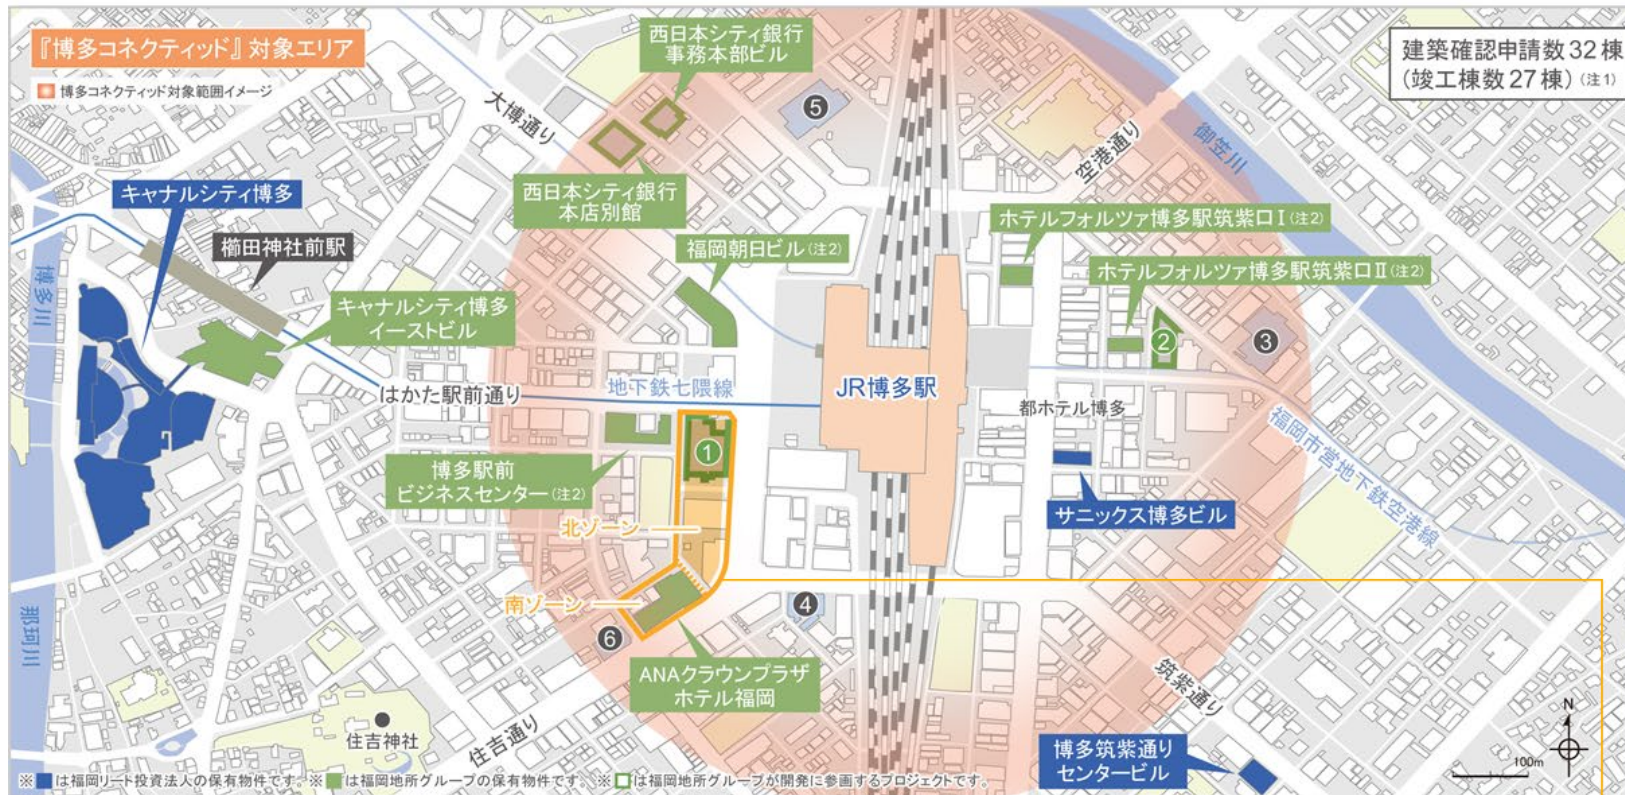 『博多コネクティッド』対象エリア
博多コネクティッド対象範囲イメージ
建築確認申請数32棟
(竣工棟数27棟)(注1)
西日本シティ銀行
事務本部ビル
大博通り
5
空港通り
御笠川
西日本シティ銀行
本店別館
キャナルシティ博多
櫛田神社前駅
博多川
福岡朝日ビル(注2)
ホテルフォルツァ博多駅筑紫口Ⅰ(注2)
ホテルフォルツァ博多駅筑紫口Ⅱ(注2)
キャナルシティ博多
イーストビル
2
3
はかた駅前通り
地下鉄七隈線
JR博多駅
都ホテル博多
福岡市営地下鉄空港線
1
博多駅前
ビジネスセンター(注2)
サニックス博多ビル
北ゾーン
南ゾーン
4
6
那珂川
ANAクラウンプラザ
ホテル福岡
筑紫通り
住吉神社
住吉通り
博多筑紫通り
センタービル
N
100m
※■は福岡リート投資法人の保有物件です。※■は福岡地所グループの保有物件です。※□は福岡地所グループが開発に参画するプロジェクトです。